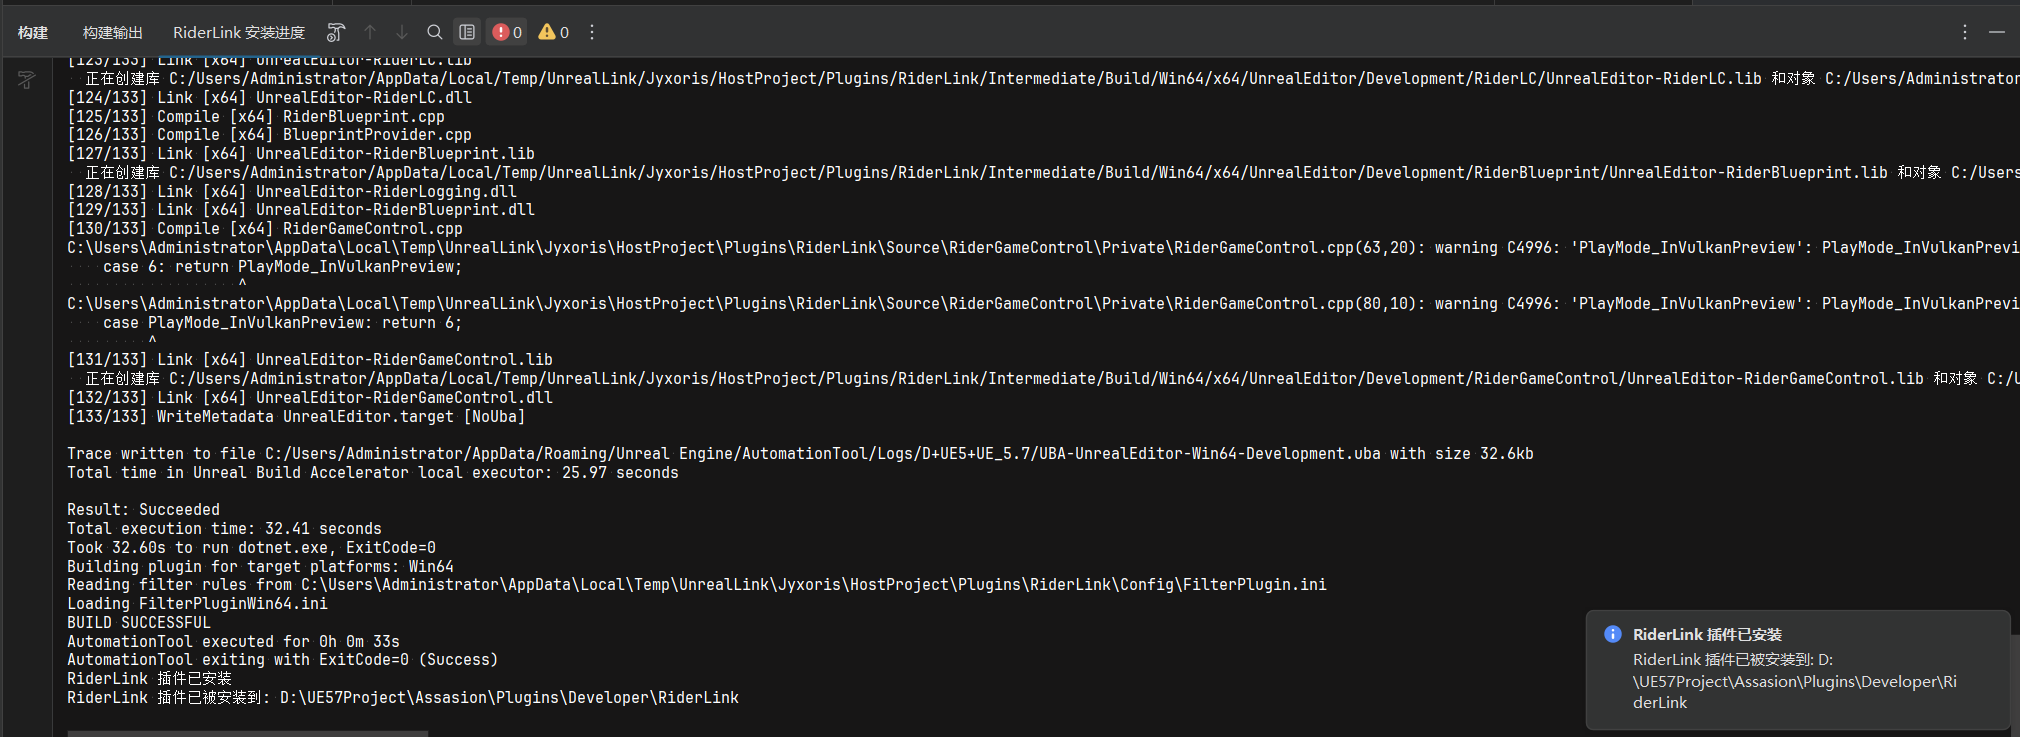 构建 构建输出 RiderLink 安装进度 0 0
[123/133] Link [x64] UnrealEditor-RiderLC.lib
正在创建库 C:/Users/Administrator/AppData/Local/Temp/UnrealLink/Jyxoris/HostProject/Plugins/RiderLink/Intermediate/Build/Win64/x64/UnrealEditor/Development/RiderLC/UnrealEditor-RiderLC.lib 和对象 C:/Users/Administrator
[124/133] Link [x64] UnrealEditor-RiderLC.dll
[125/133] Compile [x64] RiderBlueprint.cpp
[126/133] Compile [x64] BlueprintProvider.cpp
[127/133] Link [x64] UnrealEditor-RiderBlueprint.lib
正在创建库 C:/Users/Administrator/AppData/Local/Temp/UnrealLink/Jyxoris/HostProject/Plugins/RiderLink/Intermediate/Build/Win64/x64/UnrealEditor/Development/RiderBlueprint/UnrealEditor-RiderBlueprint.lib 和对象 C:/Users
[128/133] Link [x64] UnrealEditor-RiderLogging.dll
[129/133] Link [x64] UnrealEditor-RiderBlueprint.dll
[130/133] Compile [x64] RiderGameControl.cpp
C:\Users\Administrator\AppData\Local\Temp\UnrealLink\Jyxoris\HostProject\Plugins\RiderLink\Source\RiderGameControl\Private\RiderGameControl.cpp(63,20): warning C4996: 'PlayMode_InVulkanPreview': PlayMode_InVulkanPrevi
case 6: return PlayMode_InVulkanPreview;
^
C:\Users\Administrator\AppData\Local\Temp\UnrealLink\Jyxoris\HostProject\Plugins\RiderLink\Source\RiderGameControl\Private\RiderGameControl.cpp(80,10): warning C4996: 'PlayMode_InVulkanPreview': PlayMode_InVulkanPrevi
case PlayMode_InVulkanPreview: return 6;
^
[131/133] Link [x64] UnrealEditor-RiderGameControl.lib
正在创建库 C:/Users/Administrator/AppData/Local/Temp/UnrealLink/Jyxoris/HostProject/Plugins/RiderLink/Intermediate/Build/Win64/x64/UnrealEditor/Development/RiderGameControl/UnrealEditor-RiderGameControl.lib 和对象 C:/U
[132/133] Link [x64] UnrealEditor-RiderGameControl.dll
[133/133] WriteMetadata UnrealEditor.target [NoUba]
Trace written to file C:/Users/Administrator/AppData/Roaming/Unreal Engine/AutomationTool/Logs/D+UE5+UE_5.7/UBA-UnrealEditor-Win64-Development.uba with size 32.6kb
Total time in Unreal Build Accelerator local executor: 25.97 seconds
Result: Succeeded
Total execution time: 32.41 seconds
Took 32.60s to run dotnet.exe, ExitCode=0
Building plugin for target platforms: Win64
Reading filter rules from C:\Users\Administrator\AppData\Local\Temp\UnrealLink\Jyxoris\HostProject\Plugins\RiderLink\Config\FilterPlugin.ini
Loading FilterPluginWin64.ini
BUILD SUCCESSFUL
AutomationTool executed for 0h 0m 33s
AutomationTool exiting with ExitCode=0 (Success)
RiderLink 插件已安装
RiderLink 插件已被安装到: D:\UE57Project\Assasion\Plugins\Developer\RiderLink
RiderLink 插件已安装
RiderLink 插件已被安装到: D:
\UE57Project\Assasion\Plugins\Developer\Ri
derLink